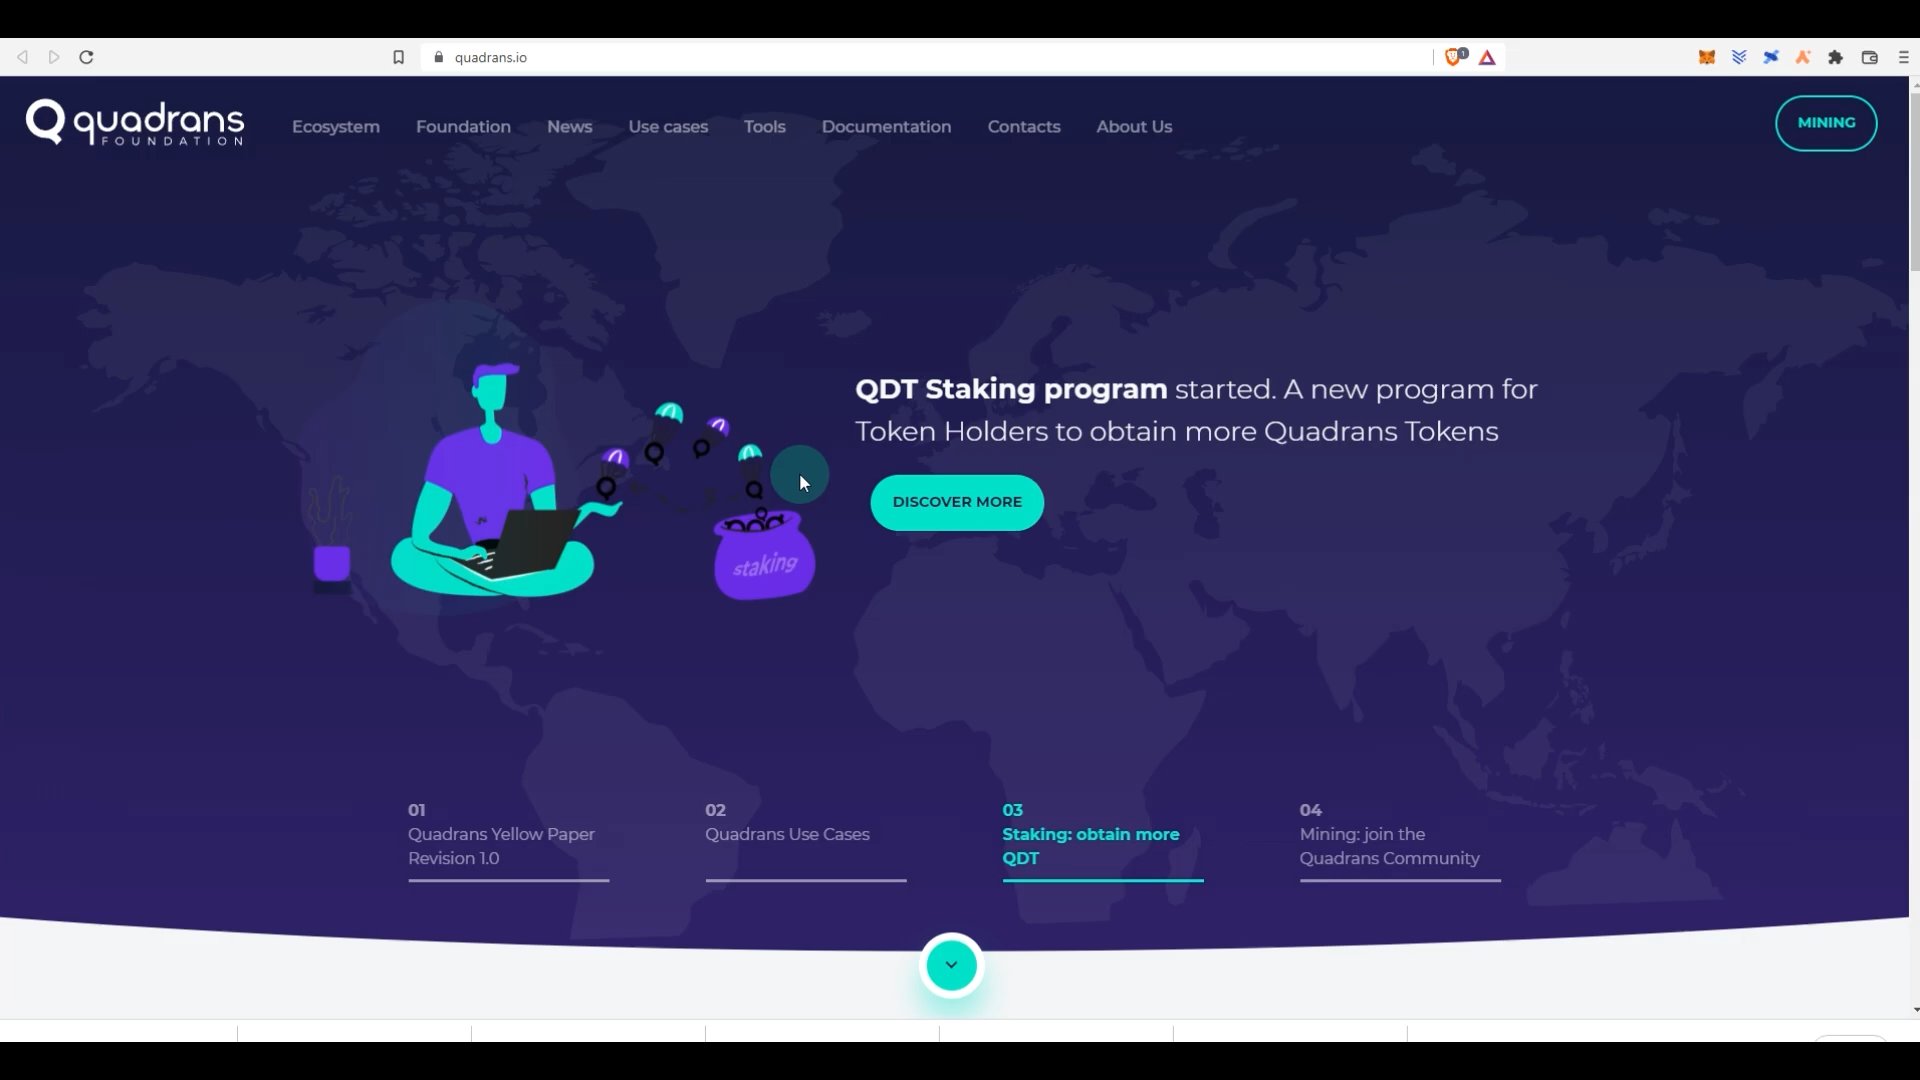 quadrans.io
1
quadrans
FOUNDATION
Ecosystem
Foundation
News
Use cases
Tools
Documentation
Contacts
About Us
MINING
QDT Staking program started. A new program for
Token Holders to obtain more Quadrans Tokens
DISCOVER MORE
staking
01
Quadrans Yellow Paper
Revision 1.0
02
Quadrans Use Cases
03
Staking: obtain more
QDT
04
Mining: join the
Quadrans Community